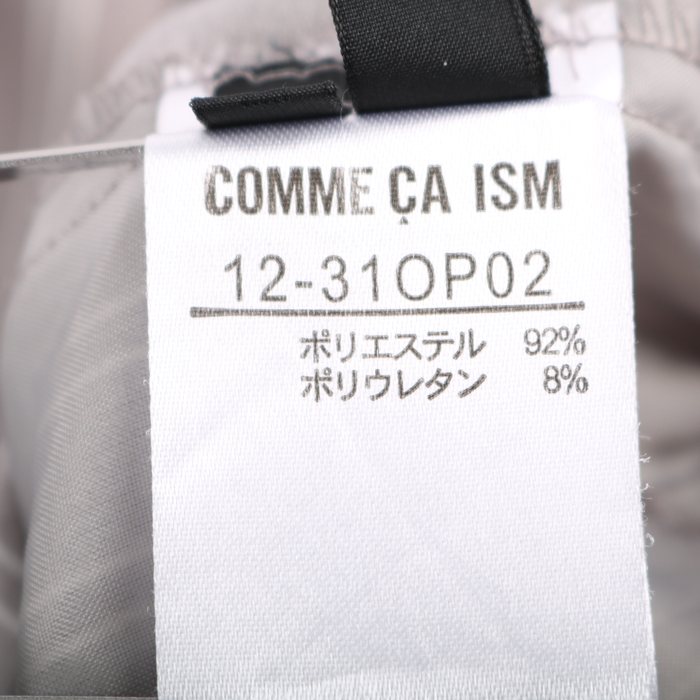 COMME ÇA ISM
12-31OP02
ポリエステル 92%
ポリウレタン 8%